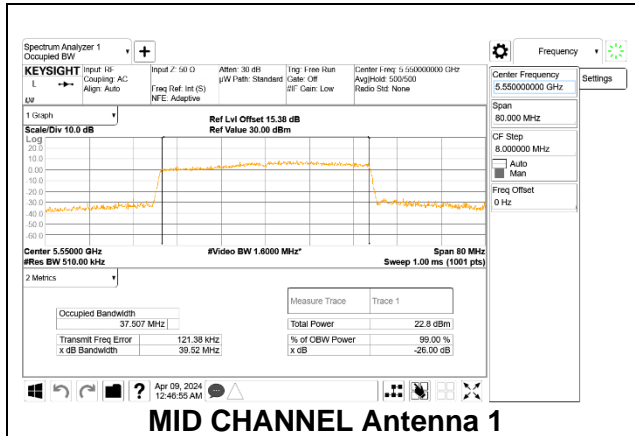 Spectrum Analyzer 1
Occupied BW
Frequency
KEYSIGHT
L
Input: RF
Coupling: AC
Align: Auto
Input Z: 50 Ω
Freq Ref: Int (S)
NFE: Adaptive
Atten: 30 dB
µW Path: Standard
Trig: Free Run
Gate: Off
#IF Gain: Low
Center Freq: 5.550000000 GHz
Avg|Hold: 500/500
Radio Std: None
Center Frequency
5.550000000 GHz
Settings
Span
80.000 MHz
CF Step
8.000000 MHz
Auto
Man
Freq Offset
0 Hz
1 Graph
Scale/Div 10.0 dB
Ref Lvl Offset 15.38 dB
Ref Value 30.00 dBm
Log
20.0
10.0
0.00
-10.0
-20.0
-30.0
-40.0
-50.0
-60.0
Center 5.55000 GHz
#Video BW 1.6000 MHz*
Span 80 MHz
#Res BW 510.00 kHz
Sweep 1.00 ms (1001 pts)
2 Metrics
Measure Trace
Trace 1
Occupied Bandwidth
37.507 MHz
Total Power
22.8 dBm
Transmit Freq Error
121.38 kHz
% of OBW Power
99.00 %
x dB Bandwidth
39.52 MHz
x dB
-26.00 dB
?
Apr 09, 2024
12:46:55 AM
MID CHANNEL Antenna 1